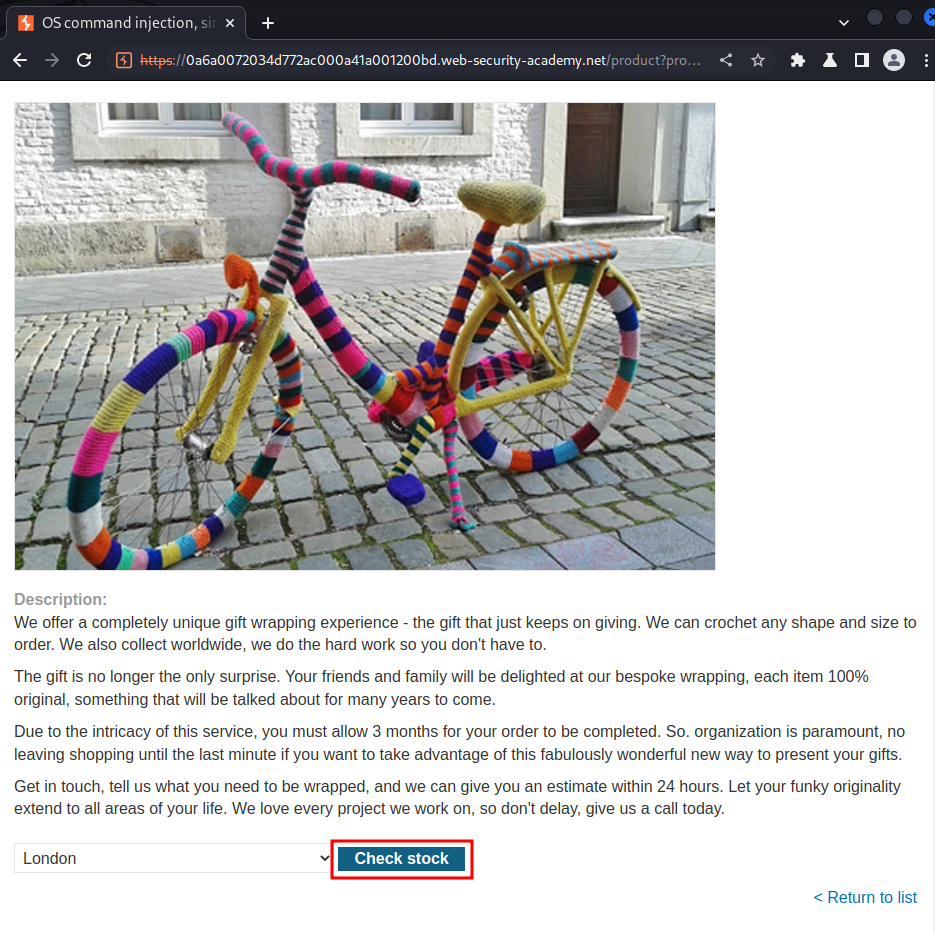 OS command injection, sim
https://0a6a0072034d772ac000a41a001200bd.web-security-academy.net/product?pro...
Description:
We offer a completely unique gift wrapping experience - the gift that just keeps on giving. We can crochet any shape and size to
order. We also collect worldwide, we do the hard work so you don't have to.
The gift is no longer the only surprise. Your friends and family will be delighted at our bespoke wrapping, each item 100%
original, something that will be talked about for many years to come.
Due to the intricacy of this service, you must allow 3 months for your order to be completed. So. organization is paramount, no
leaving shopping until the last minute if you want to take advantage of this fabulously wonderful new way to present your gifts.
Get in touch, tell us what you need to be wrapped, and we can give you an estimate within 24 hours. Let your funky originality
extend to all areas of your life. We love every project we work on, so don't delay, give us a call today.
London
Check stock
< Return to list